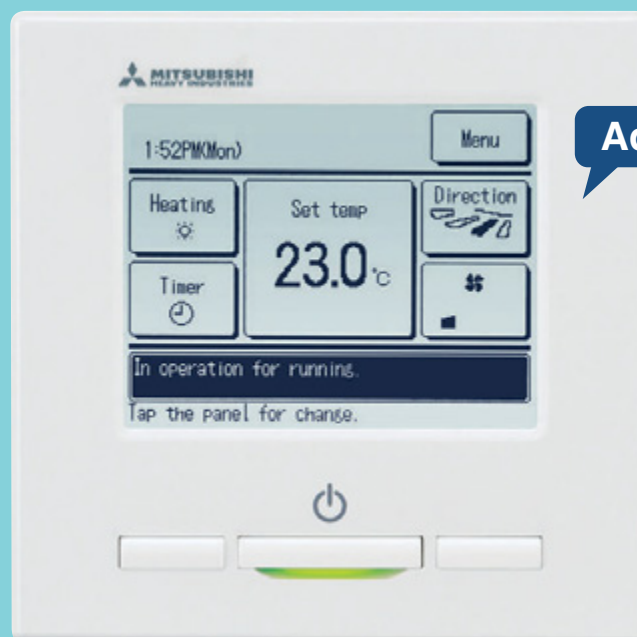 MITSUBISHI
HEAVY INDUSTRIES
1:52PM(Mon)
Menu
Heating
Set temp
Direction
23.0℃
Timer
In operation for running.
Tap the panel for change.